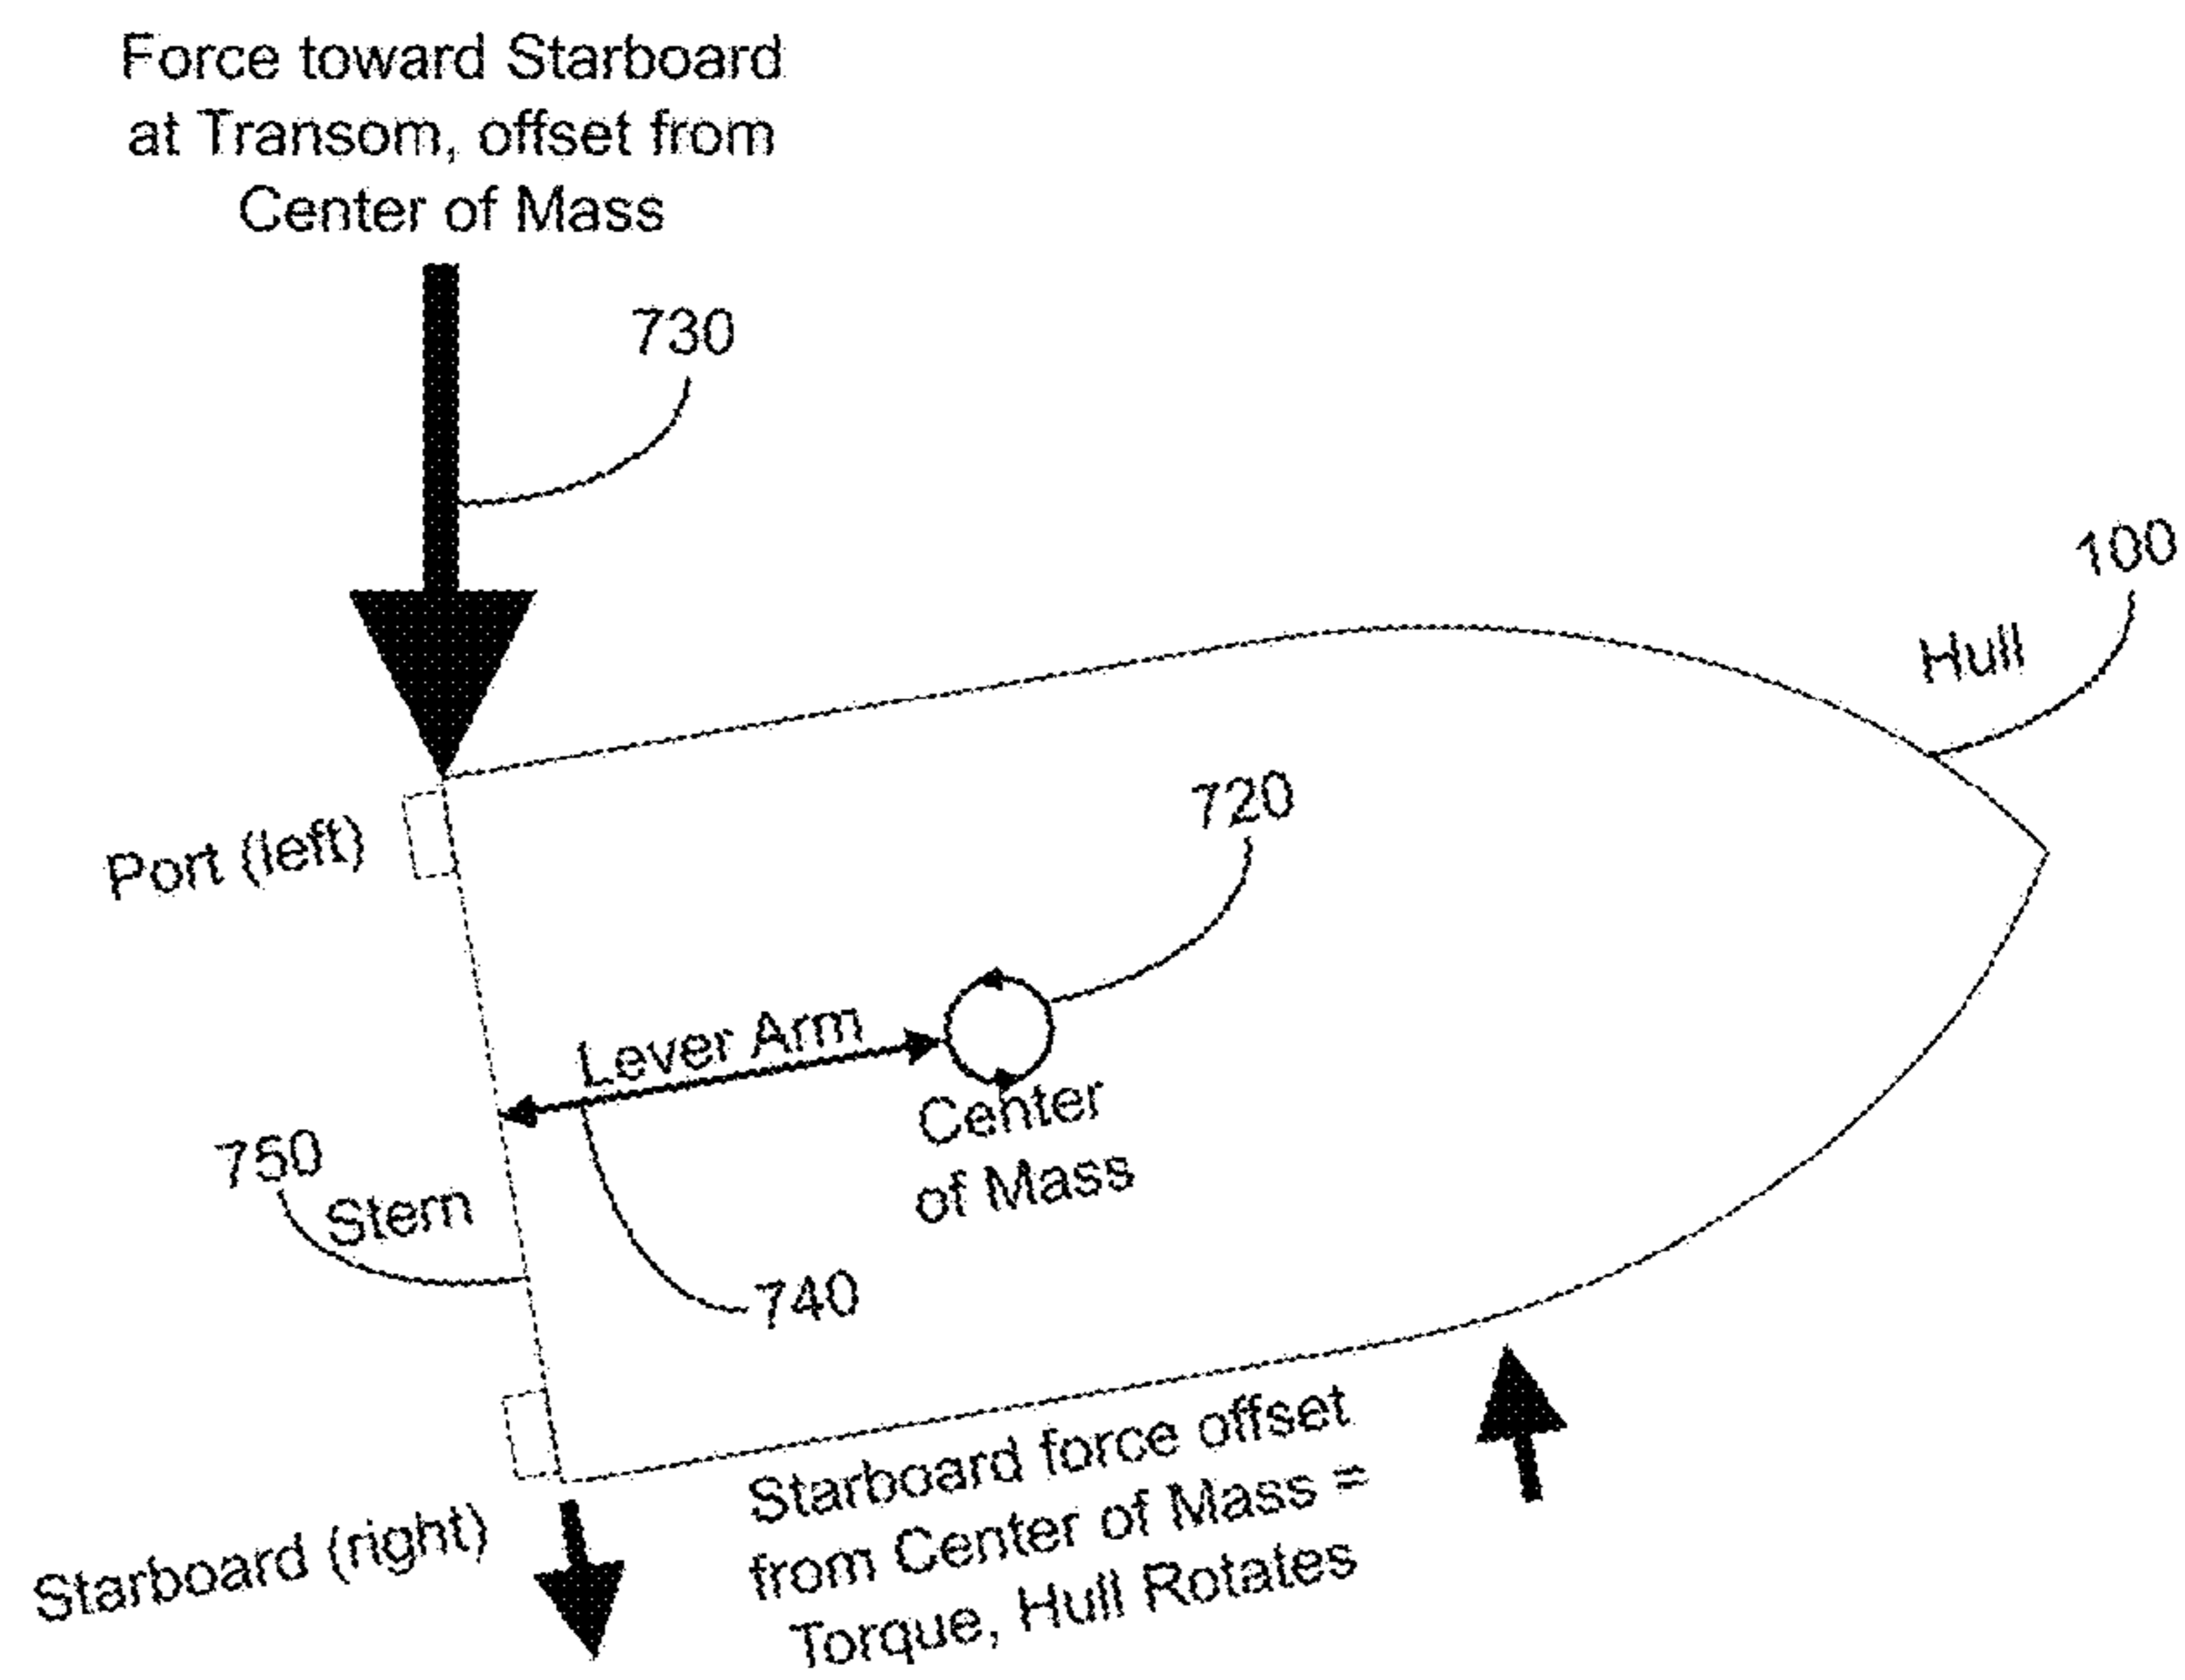 Force toward Starboard
at Transom, offset from
Center of Mass
730
100
Hull
720
Port (left)
Lever Arm
Center
of Mass
750
Stern
740
Starboard force offset
from Center of Mass =
Torque, Hull Rotates
Starboard (right)